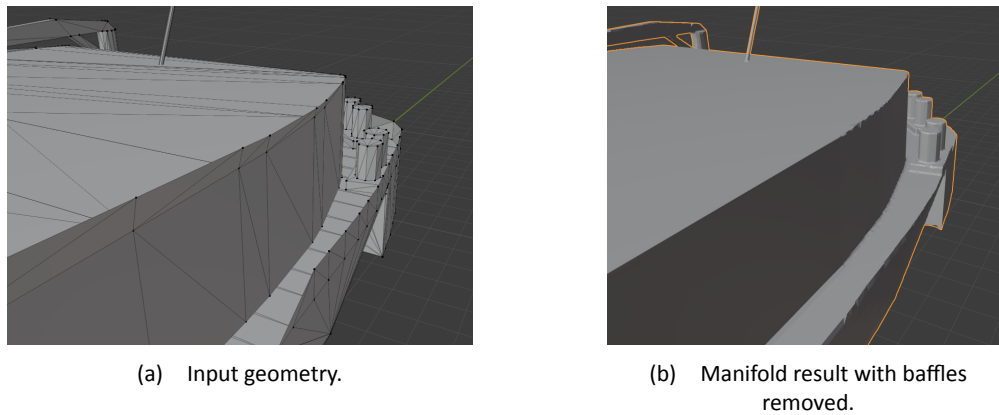 (a) Input geometry.
(b) Manifold result with baffles
removed.